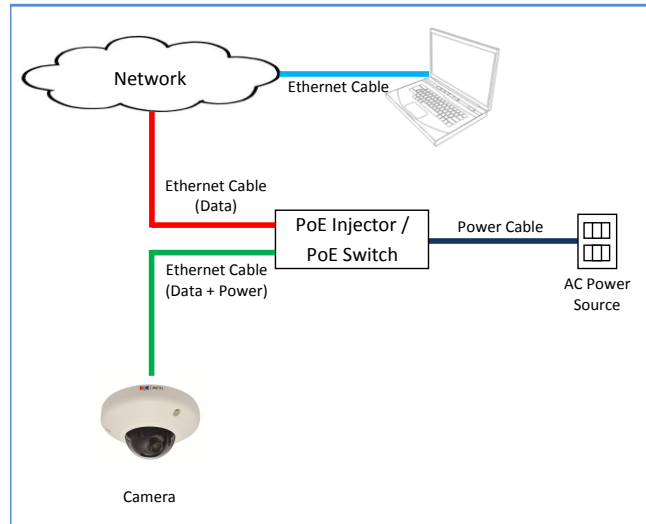 Network
Ethernet Cable
Ethernet Cable
(Data)
PoE Injector /
PoE Switch
Power Cable
Ethernet Cable
(Data + Power)
AC Power
Source
ACTi
Camera